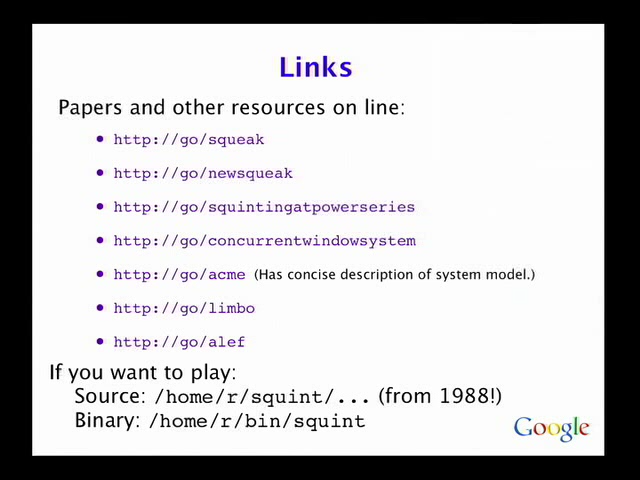 Links
Papers and other resources on line:
• http://go/squeak
• http://go/newsqueak
• http://go/squintingatpowerseries
• http://go/concurrentwindowsystem
• http://go/acme (Has concise description of system model.)
• http://go/limbo
• http://go/alef
If you want to play:
Source: /home/r/squint/... (from 1988!)
Binary: /home/r/bin/squint
Google